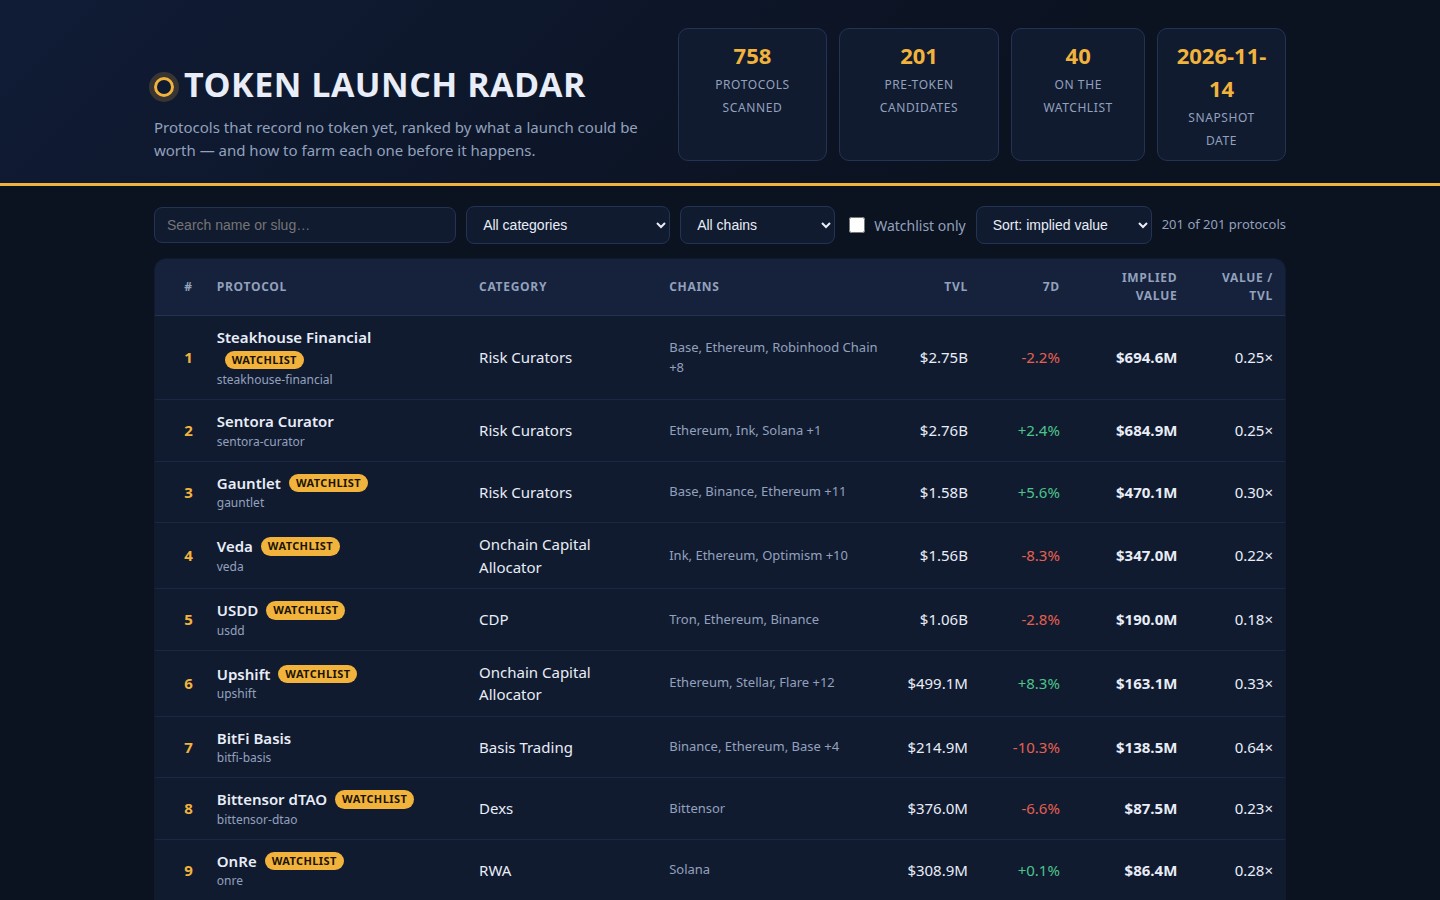 TOKEN LAUNCH RADAR
Protocols that record no token yet, ranked by what a launch could be
worth — and how to farm each one before it happens.
758
PROTOCOLS
SCANNED
201
PRE-TOKEN
CANDIDATES
40
ON THE
WATCHLIST
2026-11-
14
SNAPSHOT
DATE
Search name or slug…
All categories
All chains
Watchlist only
Sort: implied value
201 of 201 protocols
# PROTOCOL CATEGORY CHAINS TVL 7D IMPLIED VALUE VALUE / TVL
1 Steakhouse Financial WATCHLIST
steakhouse-financial
Risk Curators
Base, Ethereum, Robinhood Chain
+8
$2.75B -2.2% $694.6M 0.25×
2 Sentora Curator
sentora-curator
Risk Curators
Ethereum, Ink, Solana +1
$2.76B +2.4% $684.9M 0.25×
3 Gauntlet WATCHLIST
gauntlet
Risk Curators
Base, Binance, Ethereum +11
$1.58B +5.6% $470.1M 0.30×
4 Veda WATCHLIST
veda
Onchain Capital
Allocator
Ink, Ethereum, Optimism +10
$1.56B -8.3% $347.0M 0.22×
5 USDD WATCHLIST
usdd
CDP
Tron, Ethereum, Binance
$1.06B -2.8% $190.0M 0.18×
6 Upshift WATCHLIST
upshift
Onchain Capital
Allocator
Ethereum, Stellar, Flare +12
$499.1M +8.3% $163.1M 0.33×
7 BitFi Basis
bitfi-basis
Basis Trading
Binance, Ethereum, Base +4
$214.9M -10.3% $138.5M 0.64×
8 Bittensor dTAO WATCHLIST
bittensor-dtao
Dexs
Bittensor
$376.0M -6.6% $87.5M 0.23×
9 OnRe WATCHLIST
onre
RWA
Solana
$308.9M +0.1% $86.4M 0.28×